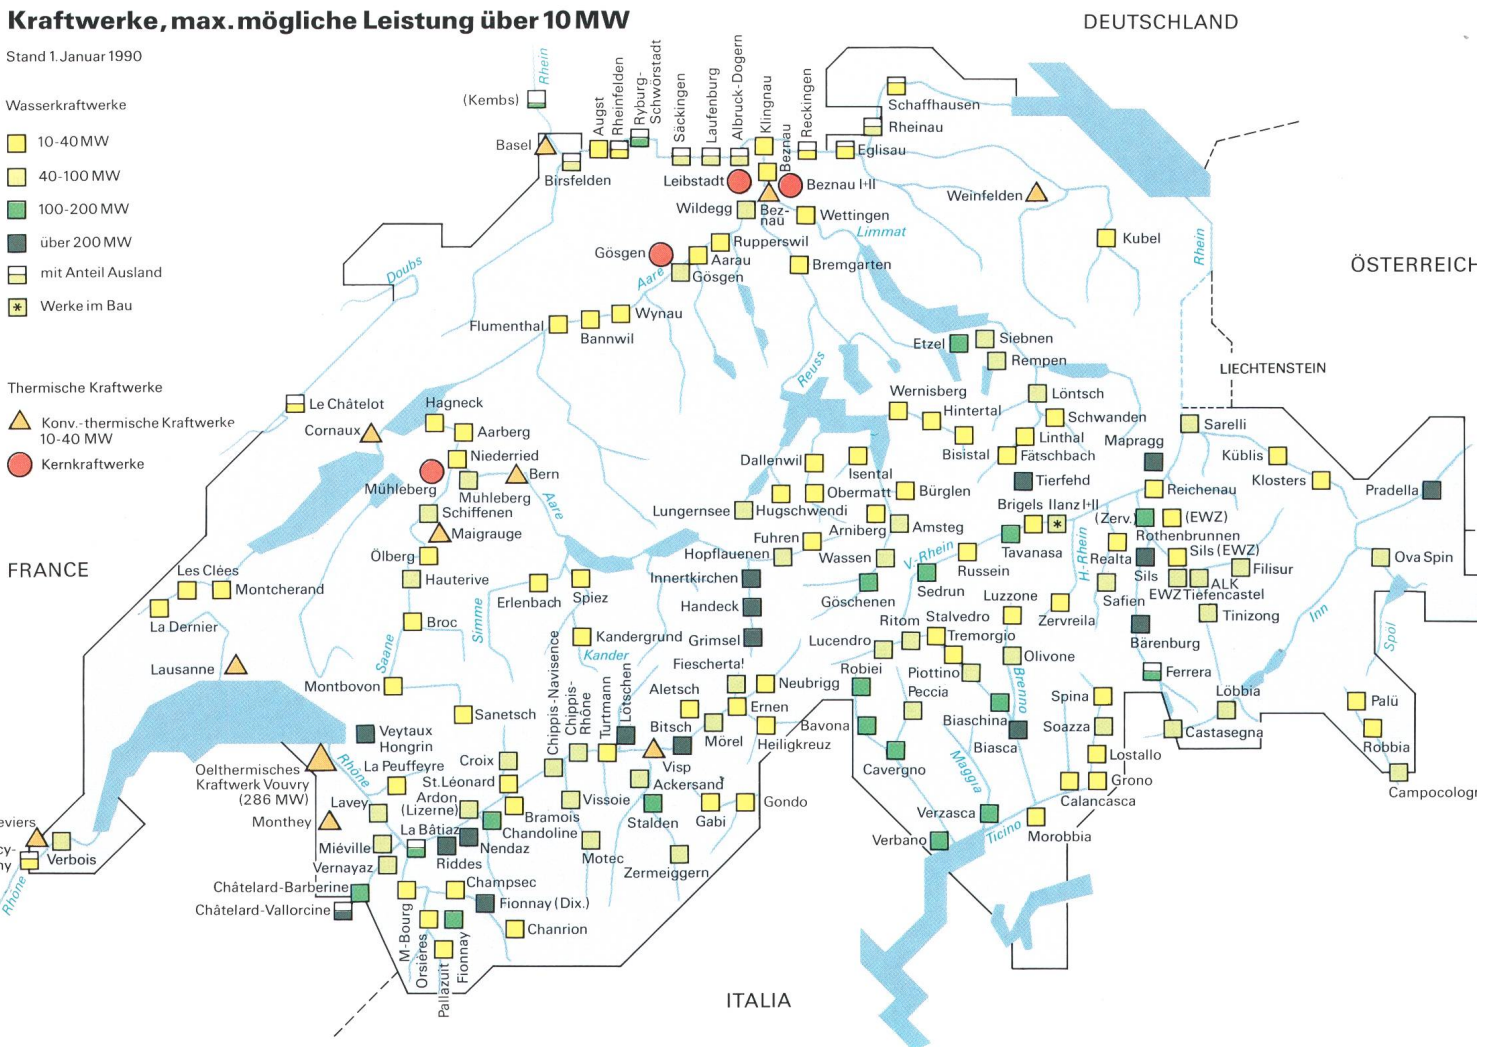 Kraftwerke, max. mögliche Leistung über 10 MW
Stand 1. Januar 1990
Wasserkraftwerke
10-40 MW
40-100 MW
100-200 MW
über 200 MW
mit Anteil Ausland
* Werke im Bau
Thermische Kraftwerke
Konv.-thermische Kraftwerke
10-40 MW
Kernkraftwerke
DEUTSCHLAND
ÖSTERREICH
LIECHTENSTEIN
FRANCE
ITALIA
Rhein
(Kembs)
Basel
Birsfelden
Augst
Rheinfelden
Ryburg-
Schwörstadt
Säckingen
Laufenburg
Albruck-Dogern
Klingnau
Beznau
Reckingen
Schaffhausen
Rheinau
Eglisau
Leibstadt
Beznau I+II
Wildegg
Bez-
nau
Wettingen
Limmat
Weinfelden
Kubel
Rhein
Gösgen
Rupperswil
Aarau
Gösgen
Bremgarten
Aare
Doubs
Flumenthal
Bannwil
Wynau
Reuss
Etzel
Siebnen
Rempen
Le Châtelot
Cornaux
Hagneck
Aarberg
Niederried
Mühleberg
Mühleberg
Bern
Aare
Schiffenen
Maigrauge
Ölberg
Hauterive
Broc
Saane
Simme
Montbovon
Sanetsch
Wernisberg
Hintertal
Bisistal
Löntsch
Schwanden
Linthal
Fätschbach
Tierfehd
Mapragg
Sarelli
Küblis
Klosters
Pradella
Dallenwil
Isental
Obermatt
Bürglen
Lungernsee
Hugschwendi
Arniberg
Amsteg
Fuhren
Hopflauenen
Wassen
Göschenen
Innertkirchen
Handeck
Grimsel
Brigels
Ilanz I+II
*
Tavanasa
Russein
V.-Rhein
Sedrun
H.-Rhein
Reichenau
(Zerv.)
(EWZ)
Rothenbrunnen
Realta
Sils (EWZ)
Sils
Filisur
ALK
EWZ
Tiefencastel
Safien
Tinizong
Bärenburg
Ferrera
Löbbia
Castasegna
Ova Spin
Inn
Spol
Palü
Robbia
Campocologr
Les Clées
Montcherand
La Dernier
Lausanne
Erlenbach
Spiez
Kandergrund
Kander
Lucendro
Ritom
Stalvedro
Tremorgio
Piottino
Luzzone
Zervreila
Olivone
Brenno
Robiei
Peccia
Bavona
Cavergno
Biaschina
Biasca
Maggia
Spina
Soazza
Lostallo
Grono
Calancasca
Morobbia
Ticino
Verzasca
Verbano
Fieschertal
Neubrigg
Aletsch
Ernen
Bitsch
Mörel
Heiligkreuz
Visp
Ackersand
Stalden
Gabi
Gondo
Zermeiggern
Chippis-Navisence
Chippis-
Rhône
Turtmann
Lötschen
Vissoie
Motec
Veytaux
Hongrin
Rhône
La Peuffeyre
Oelthermisches
Kraftwerk Vouvry
(286 MW)
Croix
St. Léonard
Ardon
(Lizerne)
Bramois
Chandoline
Nendaz
Lavey
Monthey
La Bâtiaz
Riddes
Miéville
Vernayaz
Châtelard-Barberine
Châtelard-Vallorcine
Champsec
Fionnay (Dix.)
Chanrion
M-Bourg
Orsières
Pallazuit
Fionnay
eviers
Verbois
cy-
ny
Rhône